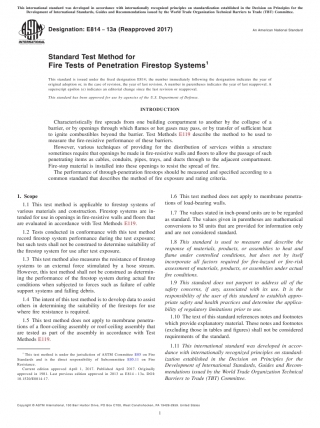 This international standard was developed in accordance with internationally recognized principles on standardization established in the Decision on Principles for the
Development of International Standards, Guides and Recommendations issued by the World Trade Organization Technical Barriers to Trade (TBT) Committee.
Designation: E814 − 13a (Reapproved 2017)
An American National Standard
Standard Test Method for
Fire Tests of Penetration Firestop Systems1
This standard is issued under the fixed designation E814; the number immediately following the designation indicates the year of
original adoption or, in the case of revision, the year of last revision. A number in parentheses indicates the year of last reapproval. A
superscript epsilon (ε) indicates an editorial change since the last revision or reapproval.
This standard has been approved for use by agencies of the U.S. Department of Defense.
INTRODUCTION
Characteristically fire spreads from one building compartment to another by the collapse of a
barrier, or by openings through which flames or hot gases may pass, or by transfer of sufficient heat
to ignite combustibles beyond the barrier. Test Methods E119 describe the method to be used to
measure the fire-resistive performance of these barriers.
However, various techniques of providing for the distribution of services within a structure
sometimes require that openings be made in fire-resistive walls and floors to allow the passage of such
penetrating items as cables, conduits, pipes, trays, and ducts through to the adjacent compartment.
Fire-stop material is installed into these openings to resist the spread of fire.
The performance of through-penetration firestops should be measured and specified according to a
common standard that describes the method of fire exposure and rating criteria.
1. Scope
1.1 This test method is applicable to firestop systems of
various materials and construction. Firestop systems are in-
tended for use in openings in fire-resistive walls and floors that
are evaluated in accordance with Test Methods E119.
1.2 Tests conducted in conformance with this test method
record firestop system performance during the test exposure;
but such tests shall not be construed to determine suitability of
the firestop system for use after test exposure.
1.3 This test method also measures the resistance of firestop
systems to an external force stimulated by a hose stream.
However, this test method shall not be construed as determin-
ing the performance of the firestop system during actual fire
conditions when subjected to forces such as failure of cable
support systems and falling debris.
1.4 The intent of this test method is to develop data to assist
others in determining the suitability of the firestops for use
where fire resistance is required.
1.5 This test method does not apply to membrane penetra-
tions of a floor-ceiling assembly or roof-ceiling assembly that
are tested as part of the assembly in accordance with Test
Methods E119.
1 This test method is under the jurisdiction of ASTM Committee E05 on Fire
Standards and is the direct responsibility of Subcommittee E05.11 on Fire
Resistance.
Current edition approved April 1, 2017. Published April 2017. Originally
approved in 1981. Last previous edition approved in 2013 as E814 – 13a. DOI:
10.1520/E0814-17.
1.6 This test method does not apply to membrane penetra-
tions of load-bearing walls.
1.7 The values stated in inch-pound units are to be regarded
as standard. The values given in parentheses are mathematical
conversions to SI units that are provided for information only
and are not considered standard.
1.8 This standard is used to measure and describe the
response of materials, products, or assemblies to heat and
flame under controlled conditions, but does not by itself
incorporate all factors required for fire-hazard or fire-risk
assessment of materials, products, or assemblies under actual
fire conditions.
1.9 This standard does not purport to address all of the
safety concerns, if any, associated with its use. It is the
responsibility of the user of this standard to establish appro-
priate safety and health practices and determine the applica-
bility of regulatory limitations prior to use.
1.10 The text of this standard references notes and footnotes
which provide explanatory material. These notes and footnotes
(excluding those in tables and figures) shall not be considered
requirements of the standard.
1.11 This international standard was developed in accor-
dance with internationally recognized principles on standard-
ization established in the Decision on Principles for the
Development of International Standards, Guides and Recom-
mendations issued by the World Trade Organization Technical
Barriers to Trade (TBT) Committee.
Copyright © ASTM International, 100 Barr Harbor Drive, PO Box C700, West Conshohocken, PA 19428-2959. United States
1